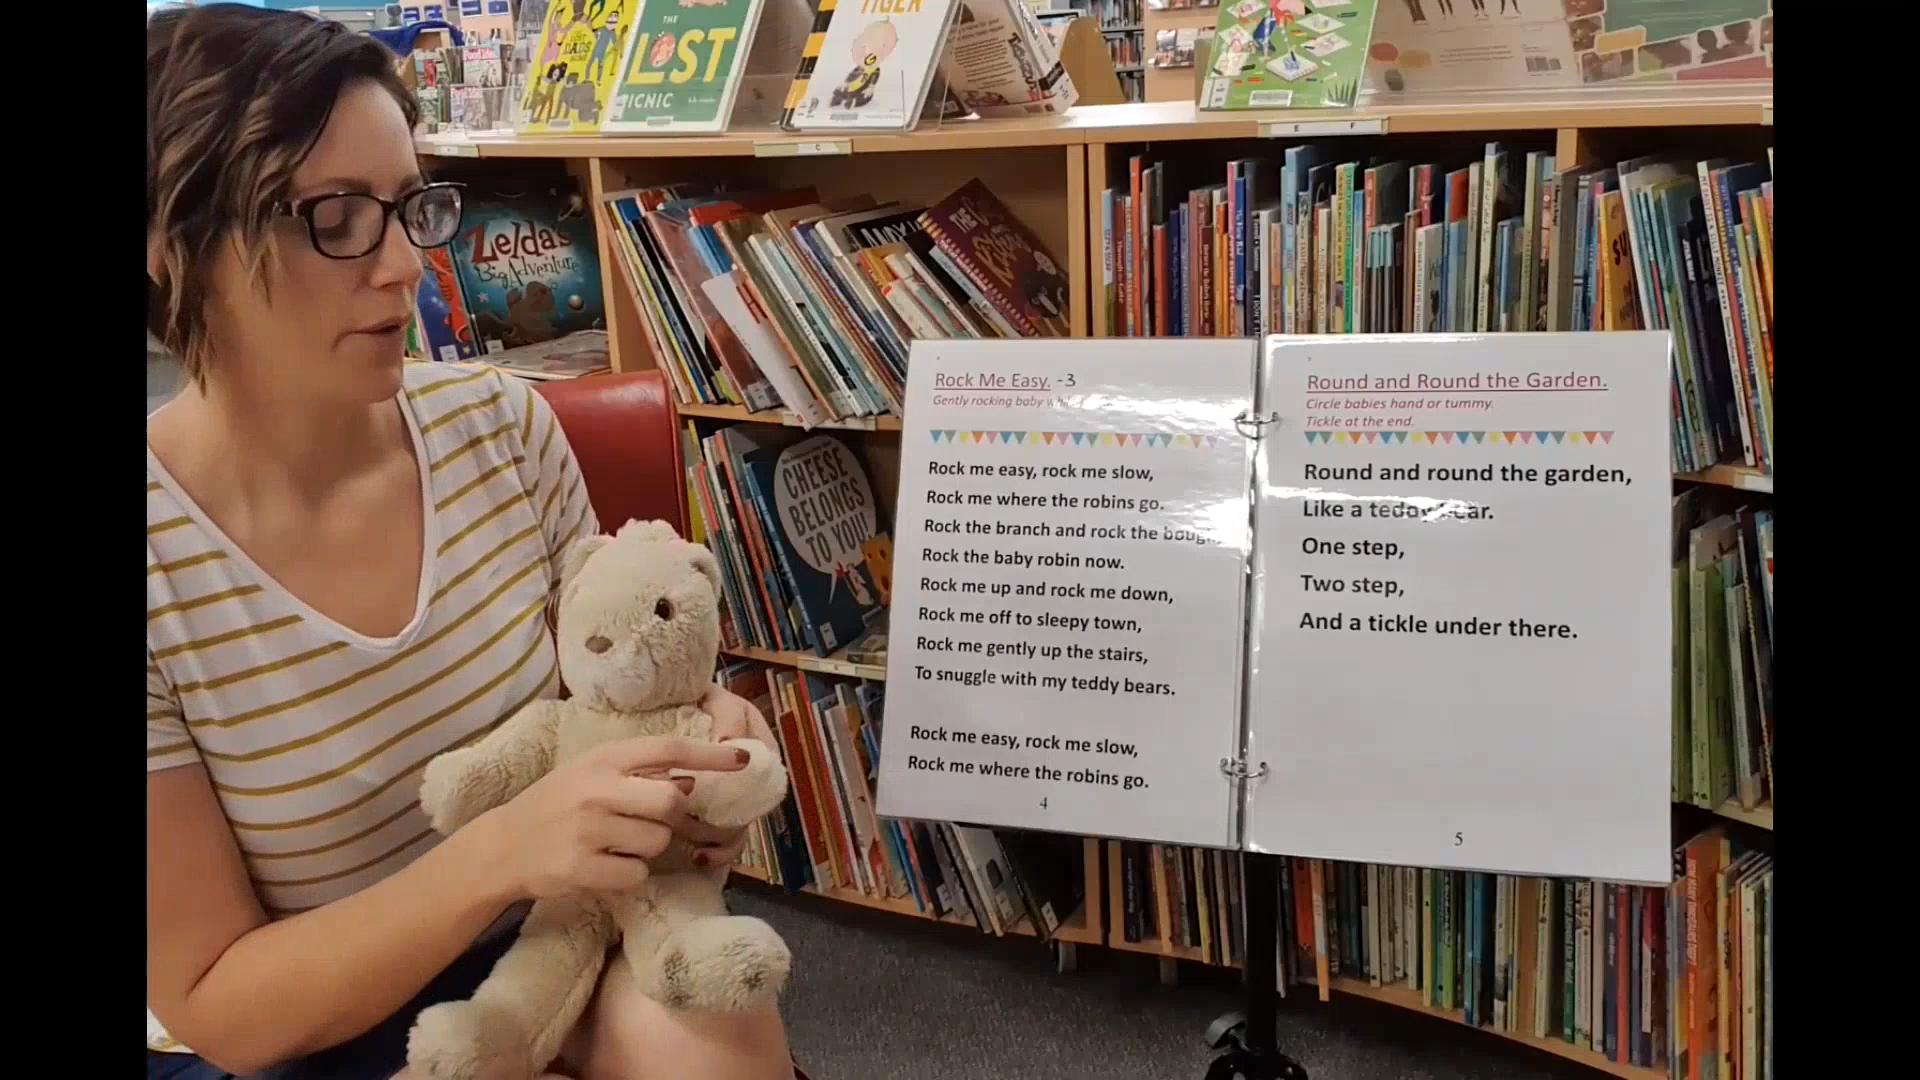 THE
LOST
PICNIC
TIGER
E F
C
Zelda's
Big Adventure
CHEESE
BELONGS
TO YOU!
Rock Me Easy. -3
Gently rocking baby
Rock me easy, rock me slow,
Rock me where the robins go.
Rock the branch and rock the
Rock the baby robin now.
Rock me up and rock me down,
Rock me off to sleepy town,
Rock me gently up the stairs,
To snuggle with my teddy bears.
Rock me easy, rock me slow,
Rock me where the robins go.
4
Round and Round the Garden.
Circle babies hand or tummy.
Tickle at the end.
Round and round the garden,
Like a teddy bear.
One step,
Two step,
And a tickle under there.
5